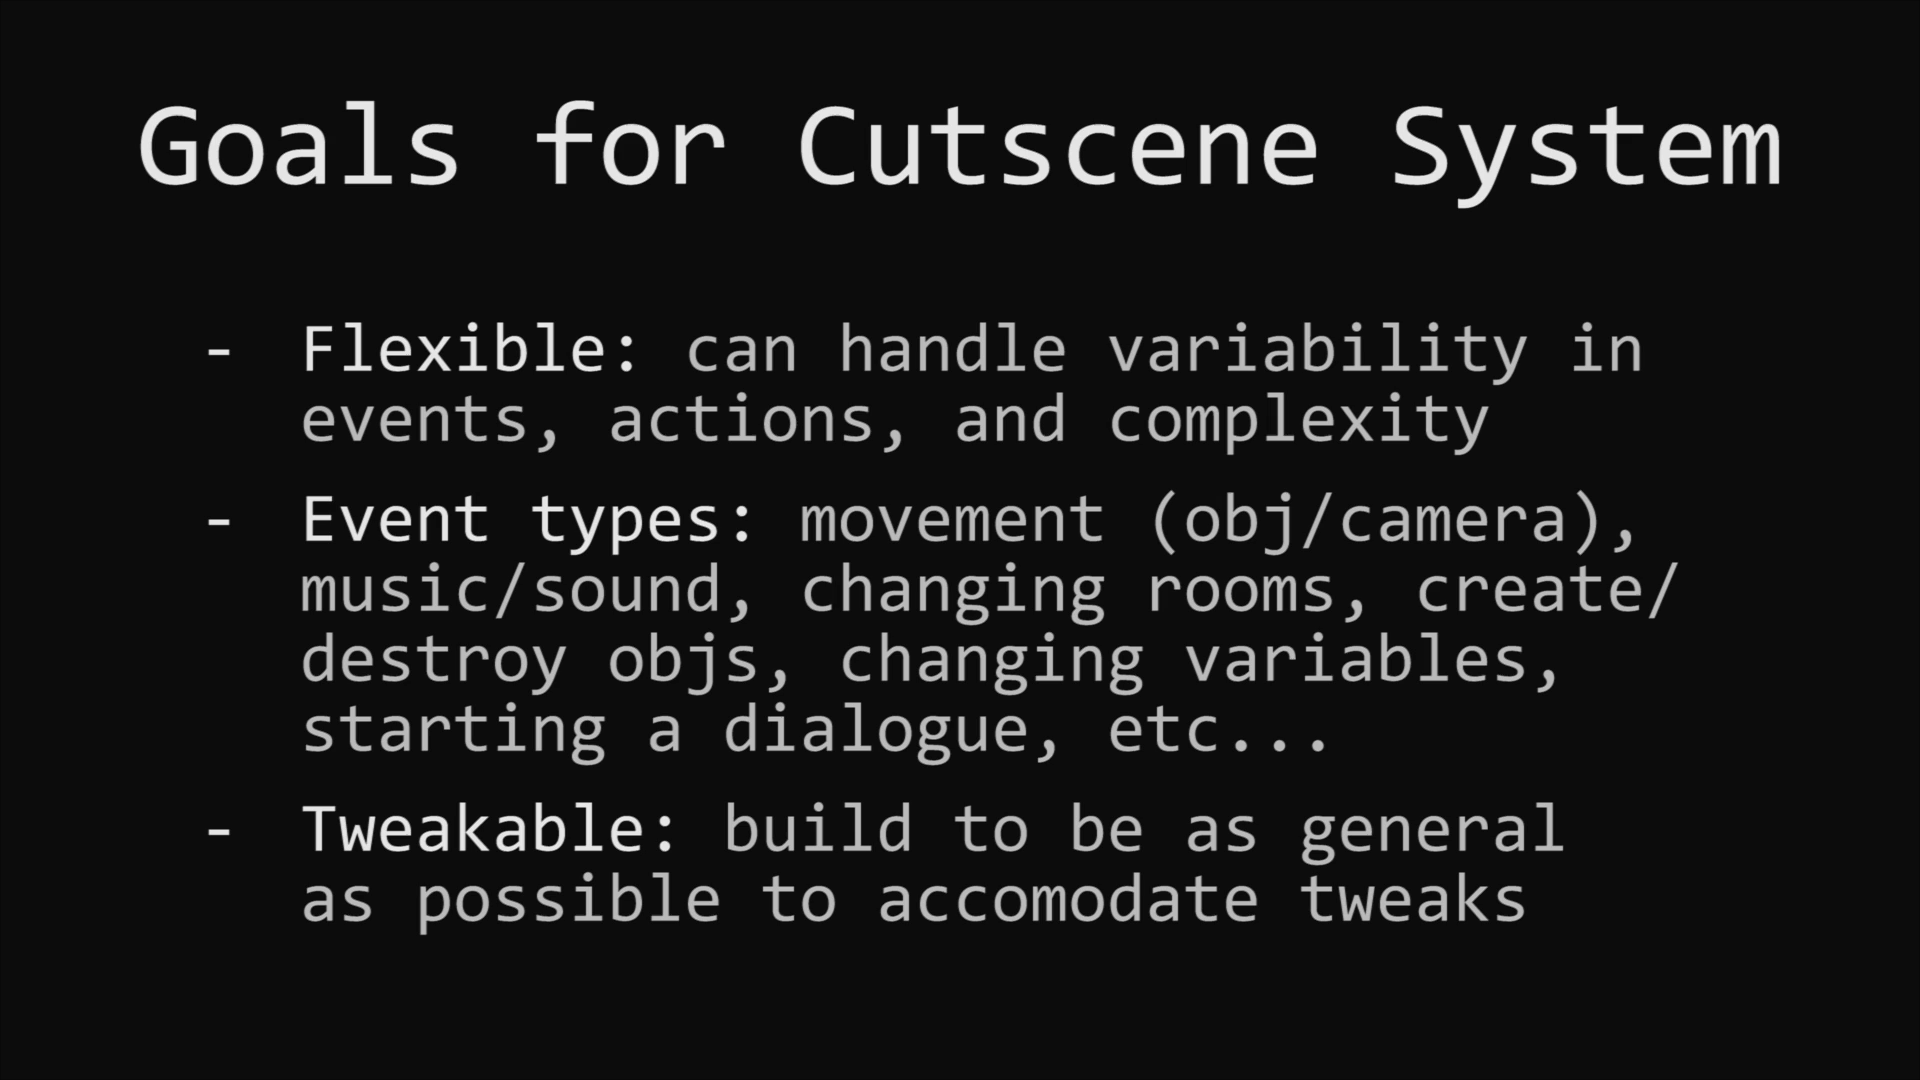 Goals for Cutscene System
- Flexible: can handle variability in
events, actions, and complexity
- Event types: movement (obj/camera),
music/sound, changing rooms, create/
destroy objs, changing variables,
starting a dialogue, etc...
- Tweakable: build to be as general
as possible to accomodate tweaks